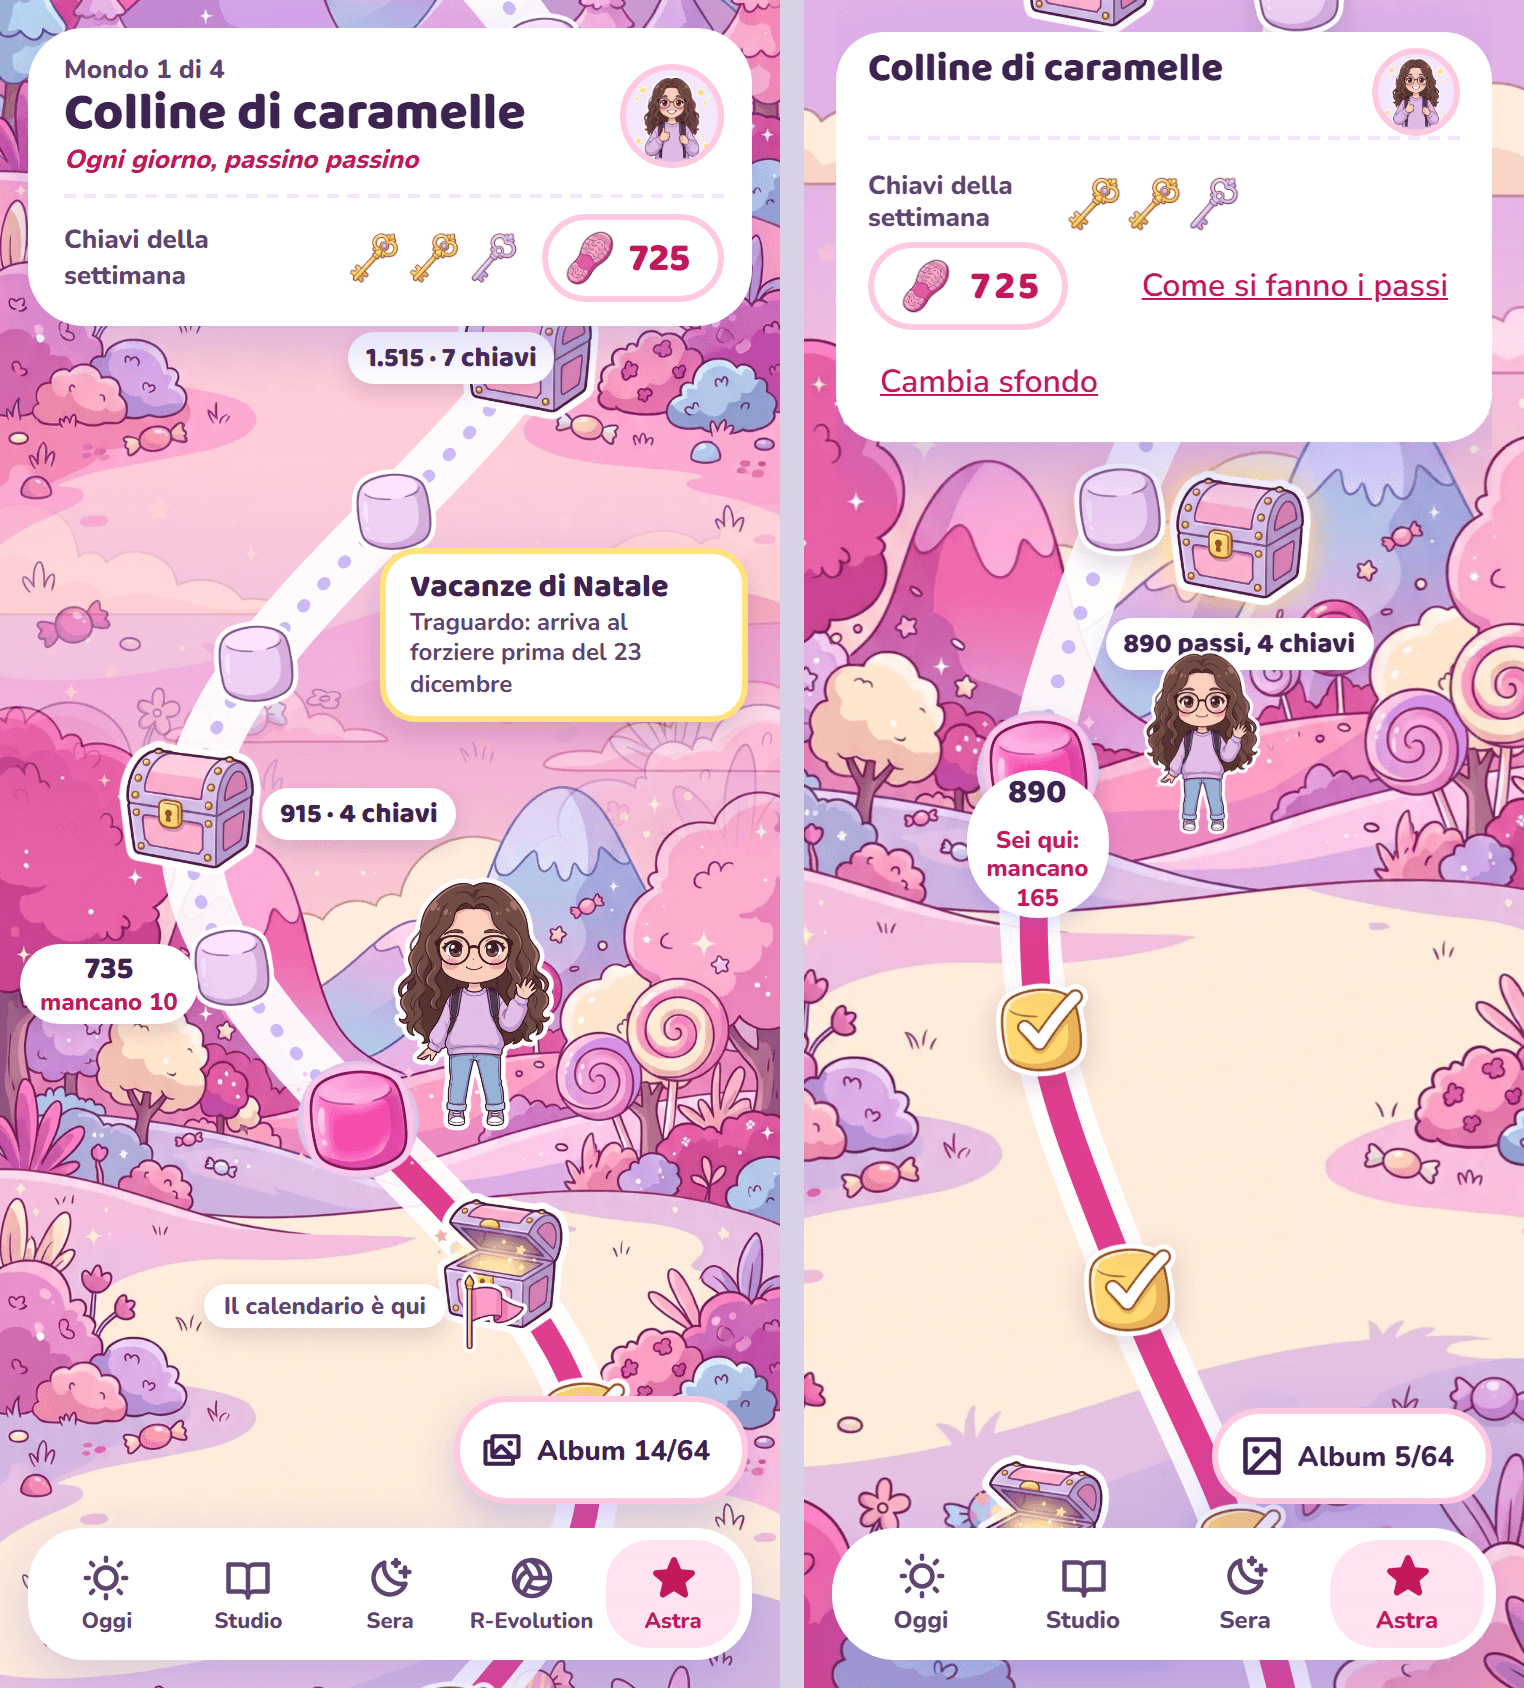 Mondo 1 di 4
Colline di caramelle
Ogni giorno, passino passino
Chiavi della
settimana
725
1.515 · 7 chiavi
Vacanze di Natale
Traguardo: arriva al
forziere prima del 23
dicembre
915 · 4 chiavi
735
mancano 10
Il calendario è qui
Album 14/64
Oggi
Studio
Sera
R-Evolution
Astra
Colline di caramelle
Chiavi della
settimana
725
Come si fanno i passi
Cambia sfondo
890 passi, 4 chiavi
890
Sei qui:
mancano
165
Album 5/64
Oggi
Studio
Sera
Astra